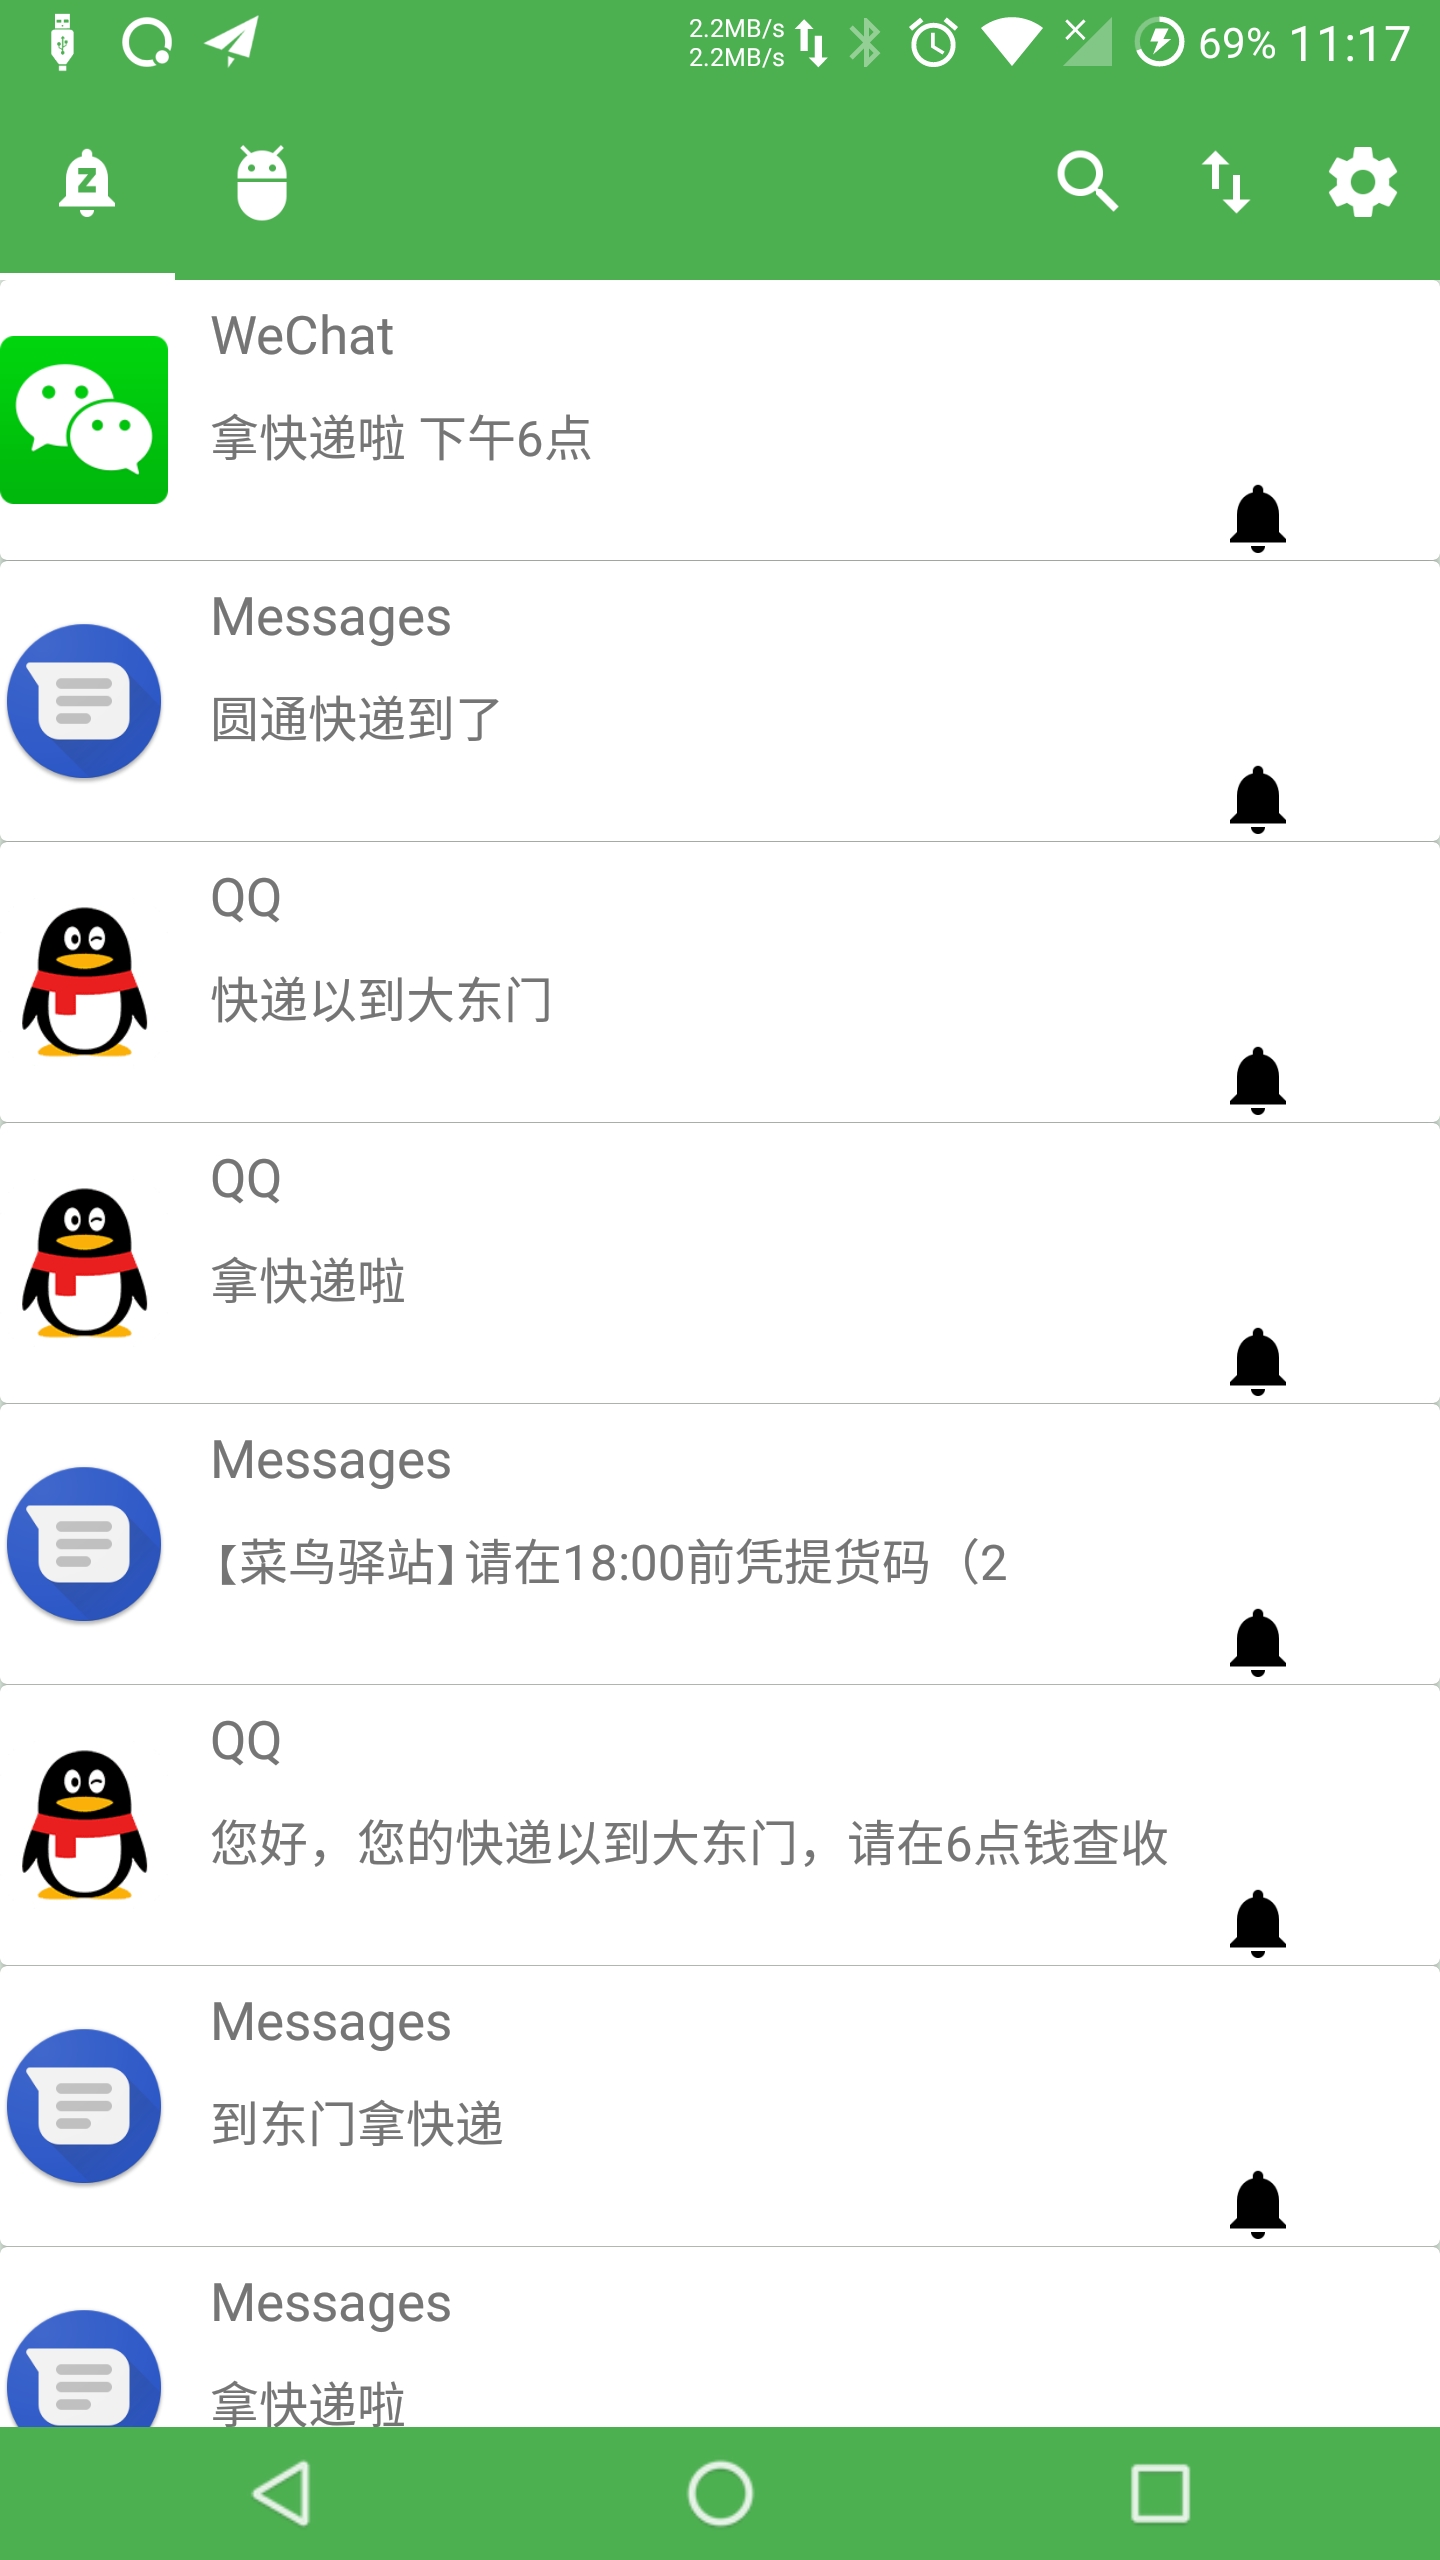 2.2MB/s
2.2MB/s
69% 11:17
WeChat
拿快递啦 下午6点
Messages
圆通快递到了
QQ
快递以到大东门
QQ
拿快递啦
Messages
【菜鸟驿站】请在18:00前凭提货码（2
QQ
您好，您的快递以到大东门，请在6点钱查收
Messages
到东门拿快递
Messages
拿快递啦